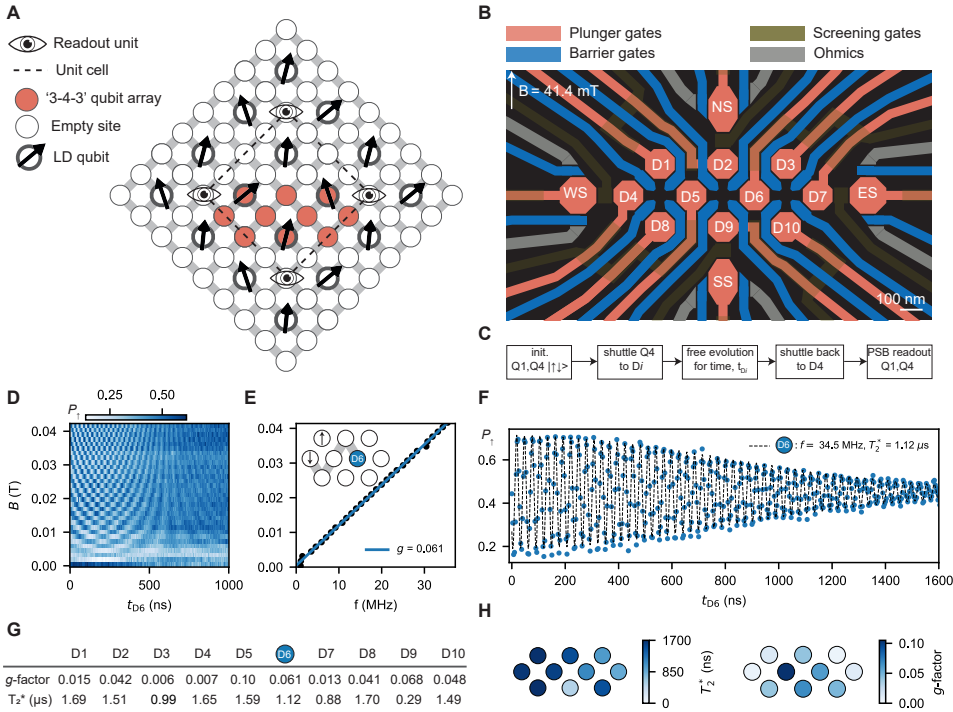 A
Readout unit
Unit cell
'3-4-3' qubit array
Empty site
LD qubit
B
Plunger gates
Screening gates
Barrier gates
Ohmics
B = 41.4 mT
NS
D1 D2 D3
WS D4 D5 D6 D7 ES
D8 D9 D10
SS
100 nm
C
init. Q1,Q4 |↑↓>
shuttle Q4 to Di
free evolution for time, t_Di
shuttle back to D4
PSB readout Q1,Q4
D
P↑
0.25 0.50
B (T)
0.04
0.03
0.02
0.01
0.00
0 500 1000
t_D6 (ns)
E
0.04
0.03
0.02
0.01
0.00
↑
↓ D6
g = 0.061
0 10 20 30
f (MHz)
F
P↑
D6 : f = 34.5 MHz, T₂* = 1.12 μs
0.6
0.4
0.2
0 200 400 600 800 1000 1200 1400 1600
t_D6 (ns)
G
D1 D2 D3 D4 D5 D6 D7 D8 D9 D10
g-factor 0.015 0.042 0.006 0.007 0.10 0.061 0.013 0.041 0.068 0.048
T₂* (μs) 1.69 1.51 0.99 1.65 1.59 1.12 0.88 1.70 0.29 1.49
H
1700
850
0
T₂* (ns)
0.10
0.05
0.00
g-factor